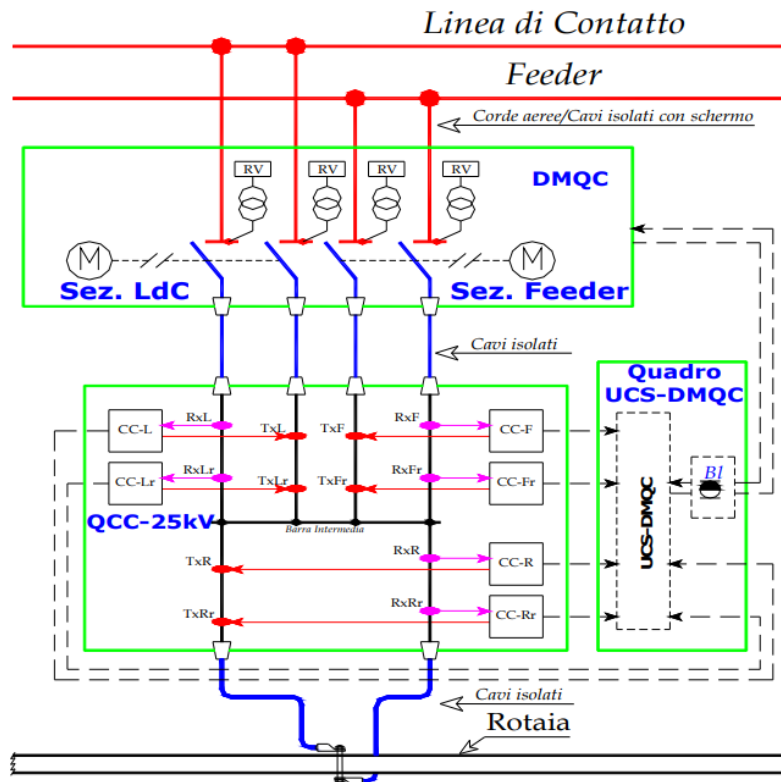 Linea di Contatto
Feeder
Corde aeree/Cavi isolati con schermo
RV RV RV RV
DMQC
M M
Sez. LdC Sez. Feeder
Cavi isolati
Quadro
UCS-DMQC
RxL TxL TxF RxF
CC-L CC-F
Bl
RxLr TxLr TxFr RxFr
CC-Lr CC-Fr
UCS-DMQC
QCC-25kV
Barra Intermedia
TxR RxR CC-R
TxRr RxRr CC-Rr
Cavi isolati
Rotaia